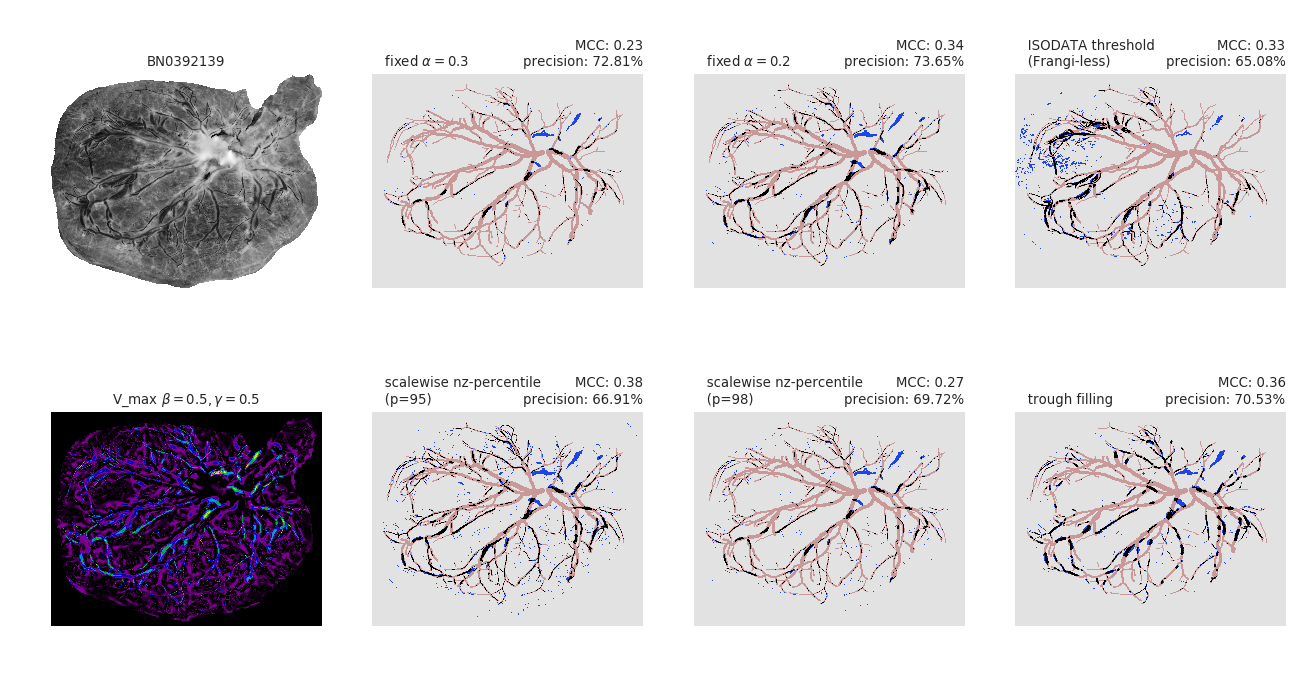 BN0392139
MCC: 0.23
fixed α = 0.3 precision: 72.81%
MCC: 0.34
fixed α = 0.2 precision: 73.65%
ISODATA threshold MCC: 0.33
(Frangi-less) precision: 65.08%
V_max β = 0.5, γ = 0.5
scalewise nz-percentile MCC: 0.38
(p=95) precision: 66.91%
scalewise nz-percentile MCC: 0.27
(p=98) precision: 69.72%
MCC: 0.36
trough filling precision: 70.53%